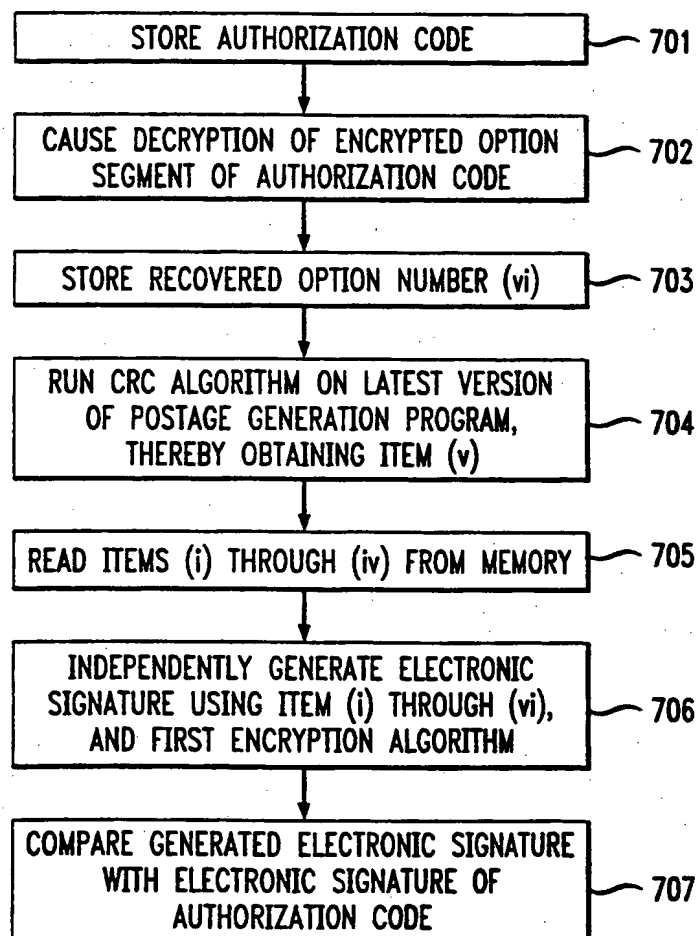 STORE AUTHORIZATION CODE
701
CAUSE DECRYPTION OF ENCRYPTED OPTION
SEGMENT OF AUTHORIZATION CODE
702
STORE RECOVERED OPTION NUMBER (vi)
703
RUN CRC ALGORITHM ON LATEST VERSION
OF POSTAGE GENERATION PROGRAM,
THEREBY OBTAINING ITEM (v)
704
READ ITEMS (i) THROUGH (iv) FROM MEMORY
705
INDEPENDENTLY GENERATE ELECTRONIC
SIGNATURE USING ITEM (i) THROUGH (vi),
AND FIRST ENCRYPTION ALGORITHM
706
COMPARE GENERATED ELECTRONIC SIGNATURE
WITH ELECTRONIC SIGNATURE OF
AUTHORIZATION CODE
707